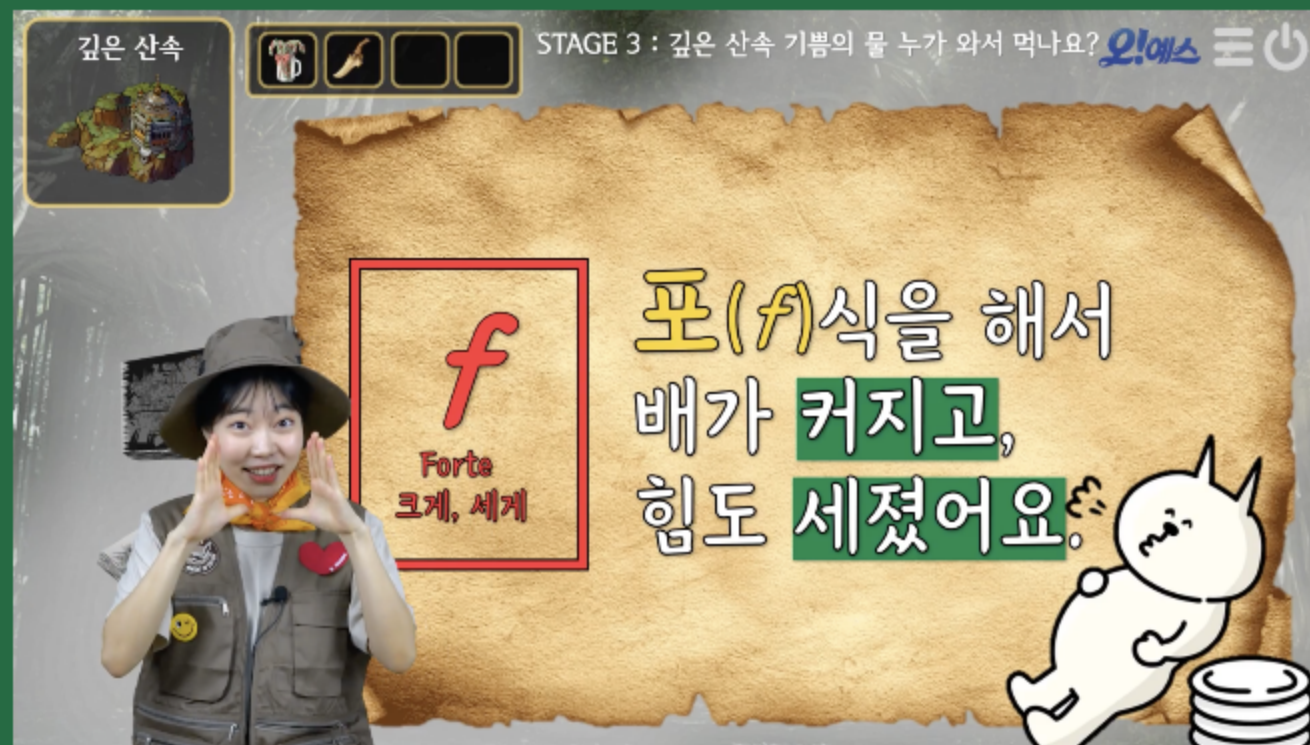 깊은 산속
STAGE 3 : 깊은 산속 기쁨의 물 누가 와서 먹나요?
오!예스
f
Forte
크게, 세게
포(f)식을 해서
배가 커지고,
힘도 세졌어요.